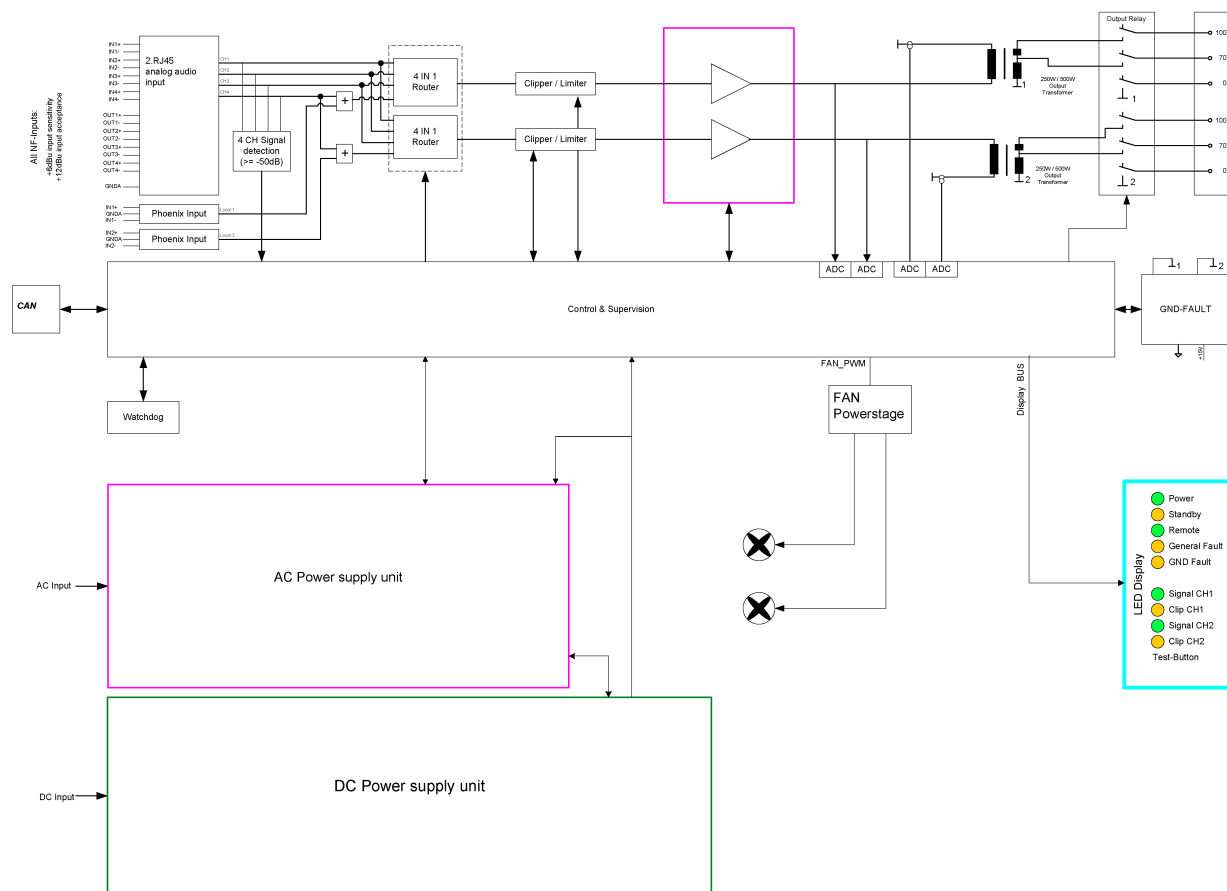 All NF-Inputs:
+6dBu input sensitivity
+12dBu input acceptance
IN1+
IN1-
IN2+
IN2-
IN3+
IN3-
IN4+
IN4-
OUT1+
OUT1-
OUT2+
OUT2-
OUT3+
OUT3-
OUT4+
OUT4-
GNDA
2.RJ45
analog audio
input
CH1
CH2
CH3
CH4
4 CH Signal
detection
(>= -50dB)
+
+
IN1+
GNDA
IN1-
Phoenix Input
Local 1
IN2+
GNDA
IN2-
Phoenix Input
Local 2
4 IN 1
Router
4 IN 1
Router
Clipper / Limiter
Clipper / Limiter
1
250W / 500W
Output
Transformer
2
250W / 500W
Output
Transformer
Output Relay
1
2
100
70
0
100
70
0
CAN
Control & Supervision
ADC
ADC
ADC
ADC
1
2
GND-FAULT
+15V
Watchdog
FAN_PWM
FAN
Powerstage
Display BUS
AC Input
AC Power supply unit
DC Input
DC Power supply unit
LED Display
Power
Standby
Remote
General Fault
GND Fault
Signal CH1
Clip CH1
Signal CH2
Clip CH2
Test-Button